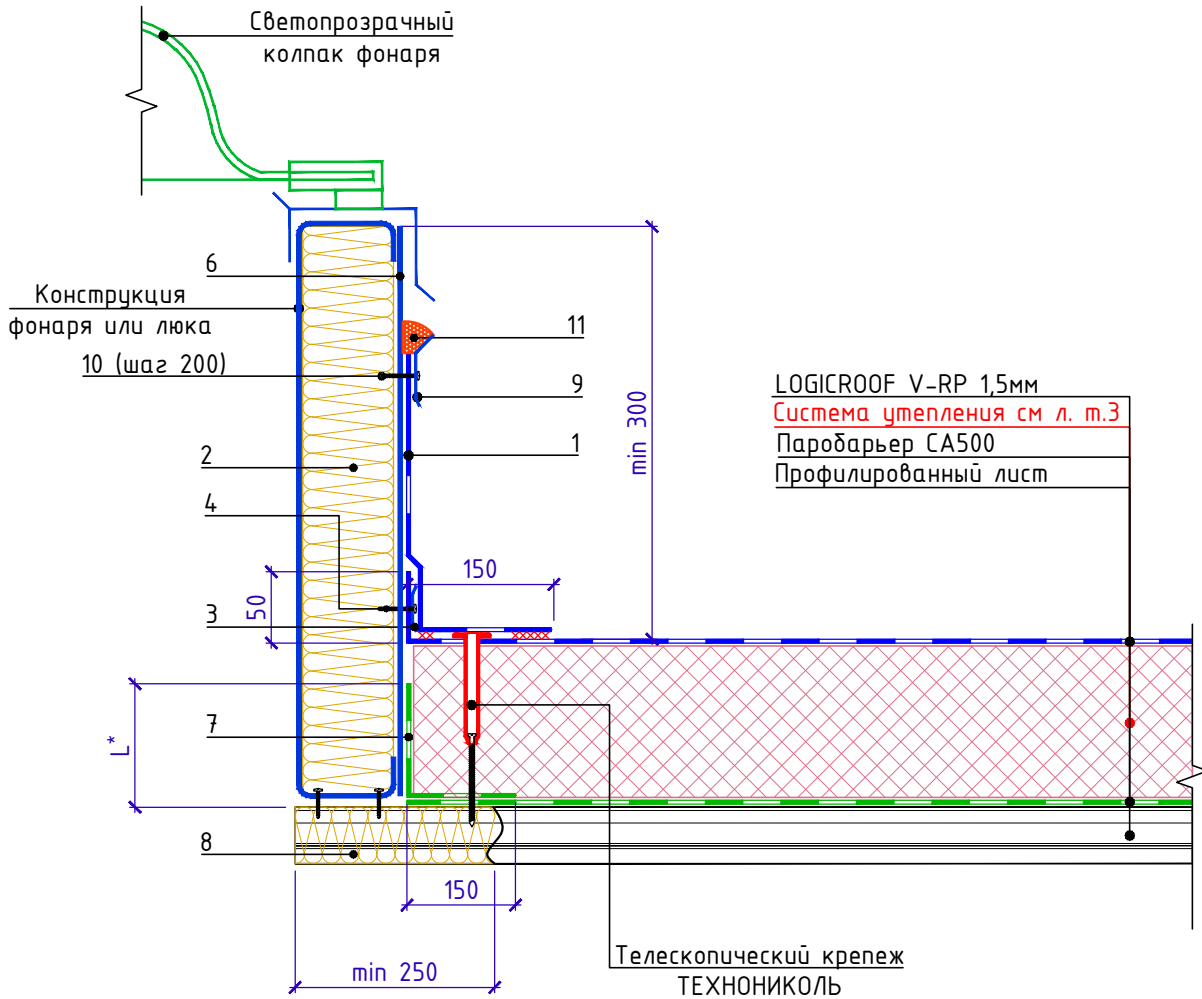 Светопрозрачный
колпак фонаря
6
Конструкция
фонаря или люка
11
10 (шаг 200)
9
LOGICROOF V-RP 1,5мм
Система утепления см л. т.3
Паробарьер СА500
Профилированный лист
min 300
2
1
4
150
50
3
7
L*
8
150
min 250
Телескопический крепеж
ТЕХНОНИКОЛЬ